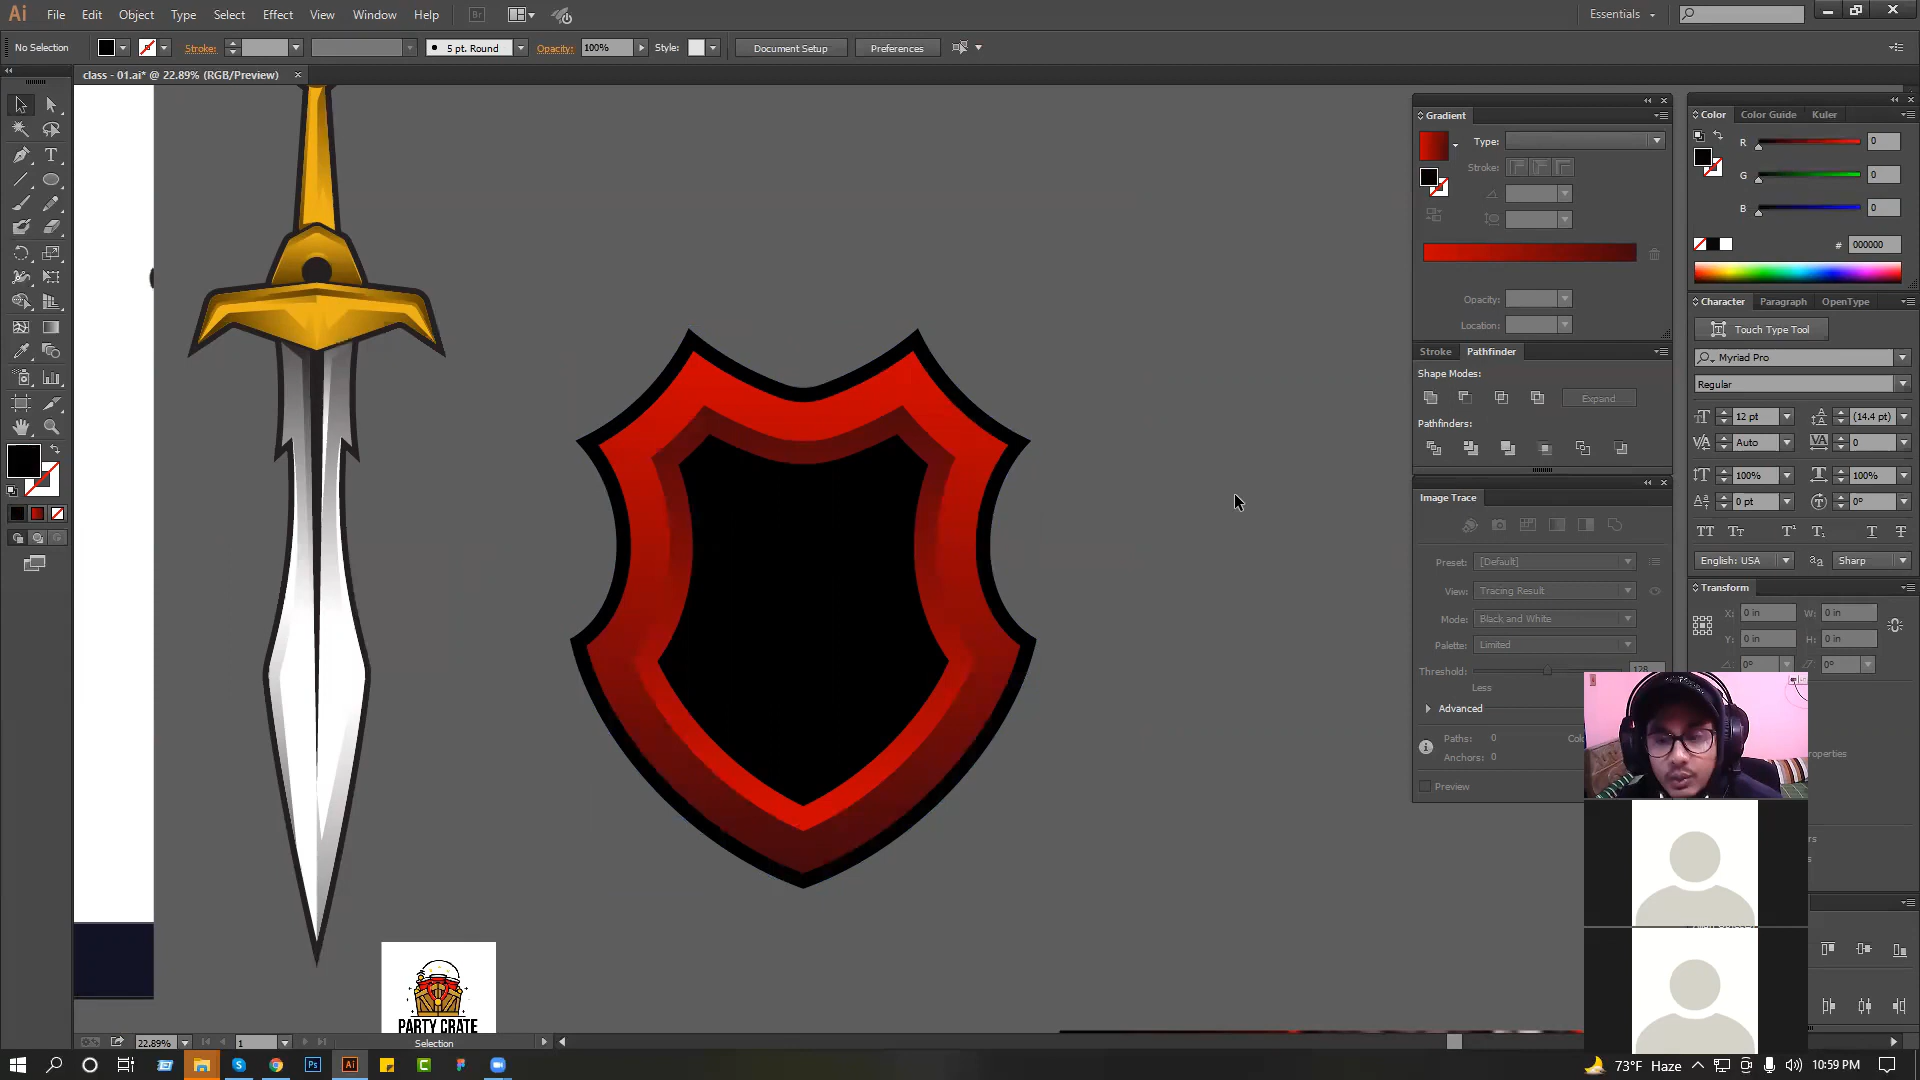 Ai File Edit Object Type Select Effect View Window Help Br Essentials
No Selection Stroke: 5 pt. Round Opacity: 100% Style: Document Setup Preferences
class - 01.ai* @ 22.89% (RGB/Preview)
Gradient
Type:
Stroke:
Opacity:
Location:
Stroke Pathfinder
Shape Modes:
Expand
Pathfinders:
Image Trace
Preset: [Default]
View: Tracing Result
Mode: Black and White
Palette: Limited
Threshold: 128
Less
Advanced
Paths: 0
Anchors: 0
Preview
Color Color Guide Kuler
R 0
G 0
B 0
# 000000
Character Paragraph OpenType
Touch Type Tool
Myriad Pro
Regular
12 pt (14.4 pt)
Auto 0
100% 100%
0 pt 0°
English: USA Sharp
Transform
X: 0 in W: 0 in
Y: 0 in H: 0 in
0° 0°
PARTY CRATE
22.89% 1 Selection
Ps Ai
73°F Haze 10:59 PM